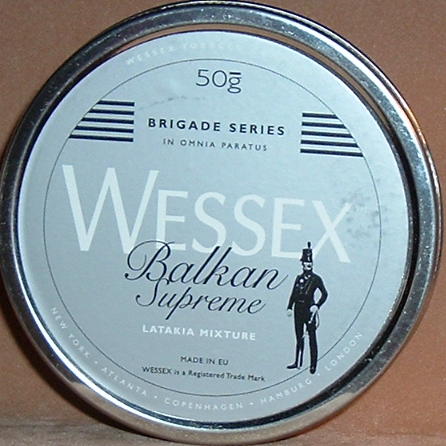 WESSEX TOBACCO
50g
BRIGADE SERIES
IN OMNIA PARATUS
WESSEX
Balkan
Supreme
LATAKIA MIXTURE
MADE IN EU
WESSEX is a Registered Trade Mark
NEW YORK • ATLANTA • COPENHAGEN • HAMBURG • LONDON